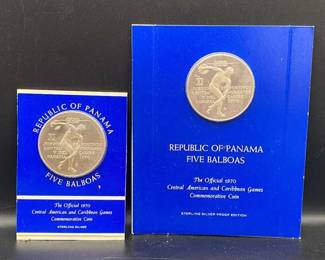 REPUBLIC OF PANAMA
FIVE BALBOAS
The Official 1970
Central American and Caribbean Games
Commemorative Coin
STERLING SILVER
REPUBLIC OF PANAMA
FIVE BALBOAS
The Official 1970
Central American and Caribbean Games
Commemorative Coin
STERLING SILVER PROOF EDITION